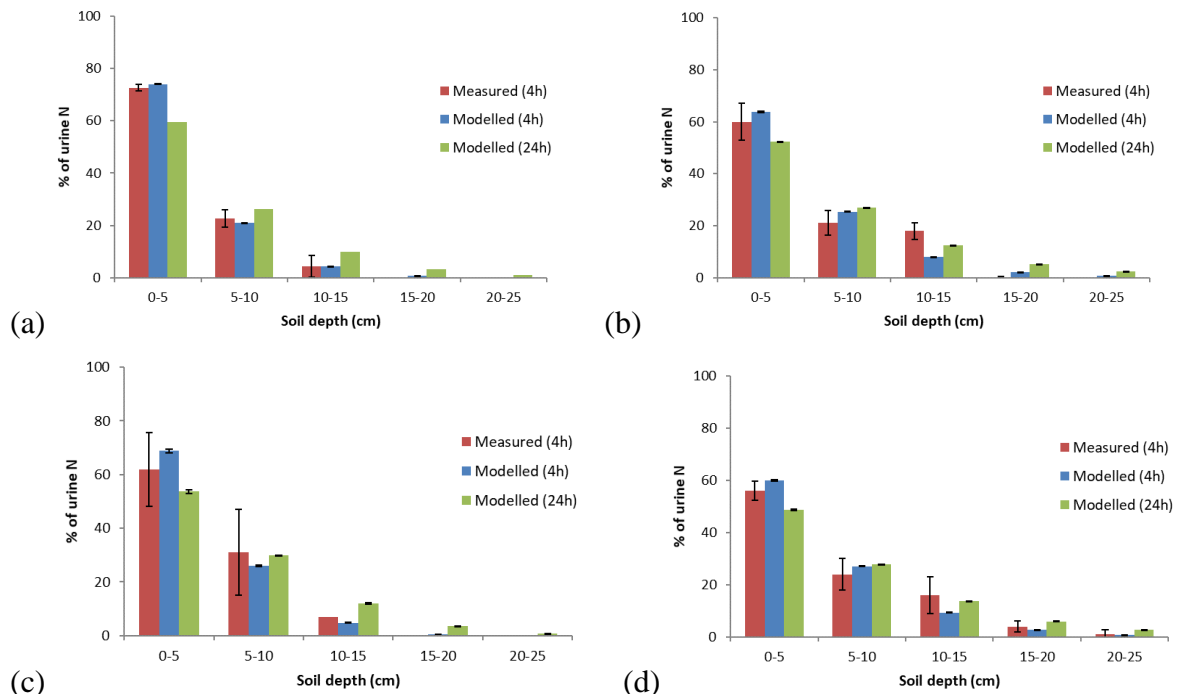 100
80
60
40
20
0
% of urine N
Measured (4h)
Modelled (4h)
Modelled (24h)
0-5 5-10 10-15 15-20 20-25
Soil depth (cm)
(a)
100
80
60
40
20
0
% of urine N
Measured (4h)
Modelled (4h)
Modelled (24h)
0-5 5-10 10-15 15-20 20-25
Soil depth (cm)
(b)
100
80
60
40
20
0
% of urine N
Measured (4h)
Modelled (4h)
Modelled (24h)
0-5 5-10 10-15 15-20 20-25
Soil depth (cm)
(c)
100
80
60
40
20
0
% of urine N
Measured (4h)
Modelled (4h)
Modelled (24h)
0-5 5-10 10-15 15-20 20-25
Soil depth (cm)
(d)